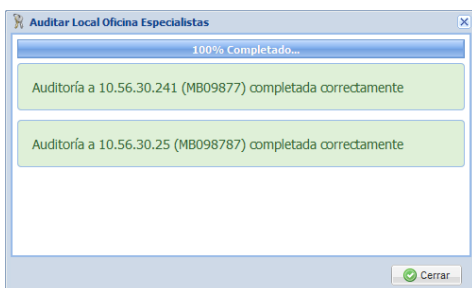 Auditar Local Oficina Especialistas
100% Completado...
Auditoría a 10.56.30.241 (MB09877) completada correctamente
Auditoría a 10.56.30.25 (MB098787) completada correctamente
Cerrar